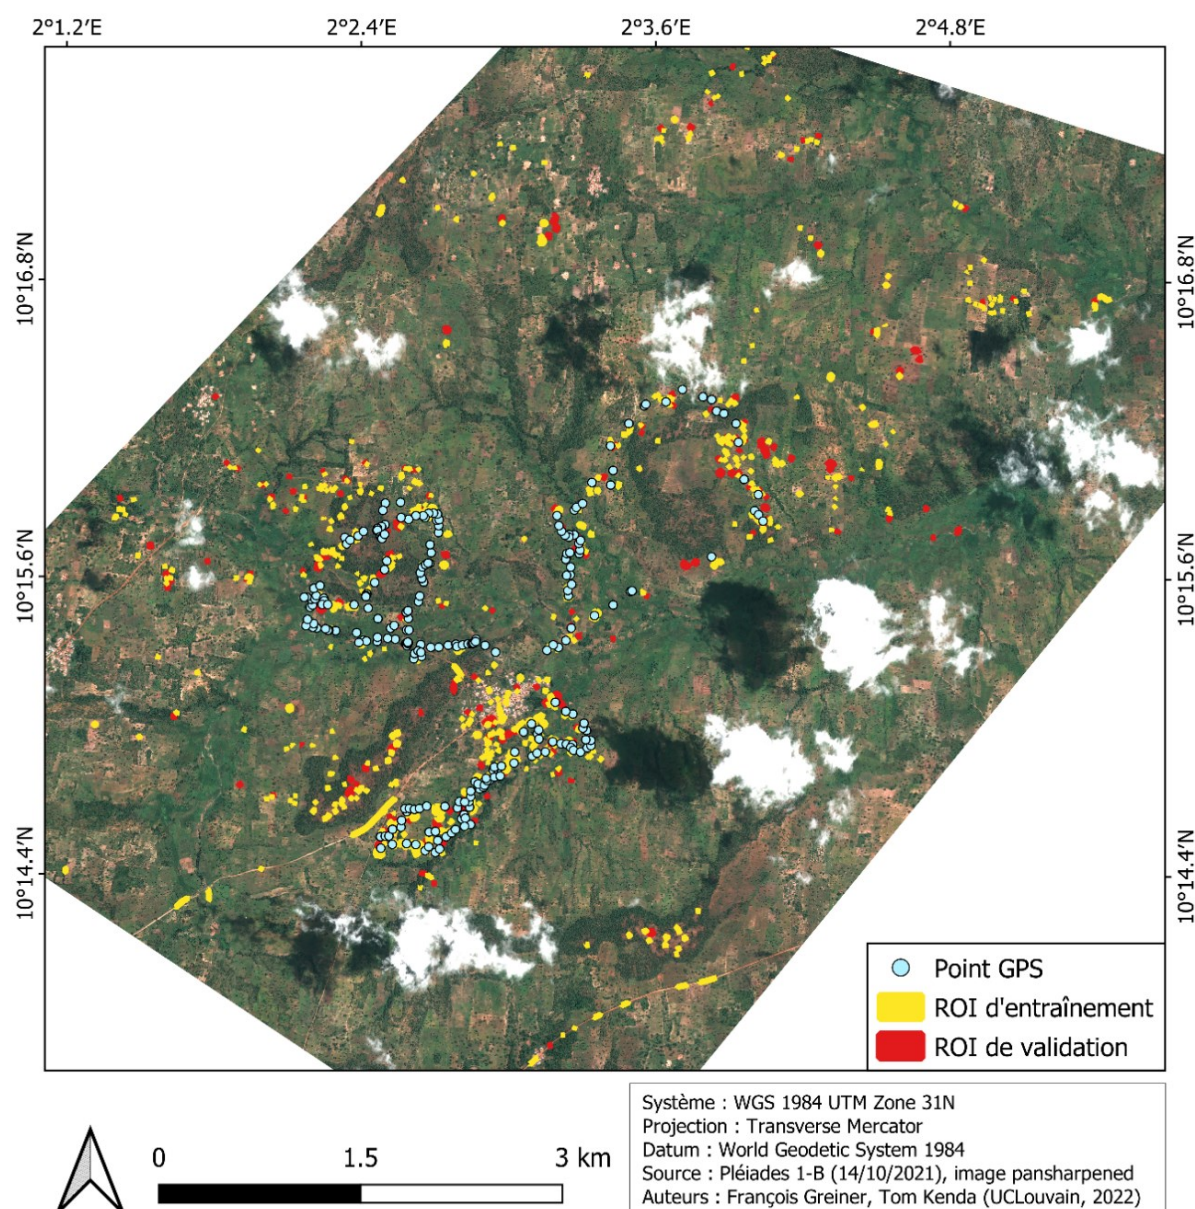 2°1.2′E 2°2.4′E 2°3.6′E 2°4.8′E
10°16.8′N 10°16.8′N
10°15.6′N 10°15.6′N
10°14.4′N 10°14.4′N
Point GPS
ROI d'entraînement
ROI de validation
0 1.5 3 km
Système : WGS 1984 UTM Zone 31N
Projection : Transverse Mercator
Datum : World Geodetic System 1984
Source : Pléiades 1-B (14/10/2021), image pansharpened
Auteurs : François Greiner, Tom Kenda (UCLouvain, 2022)